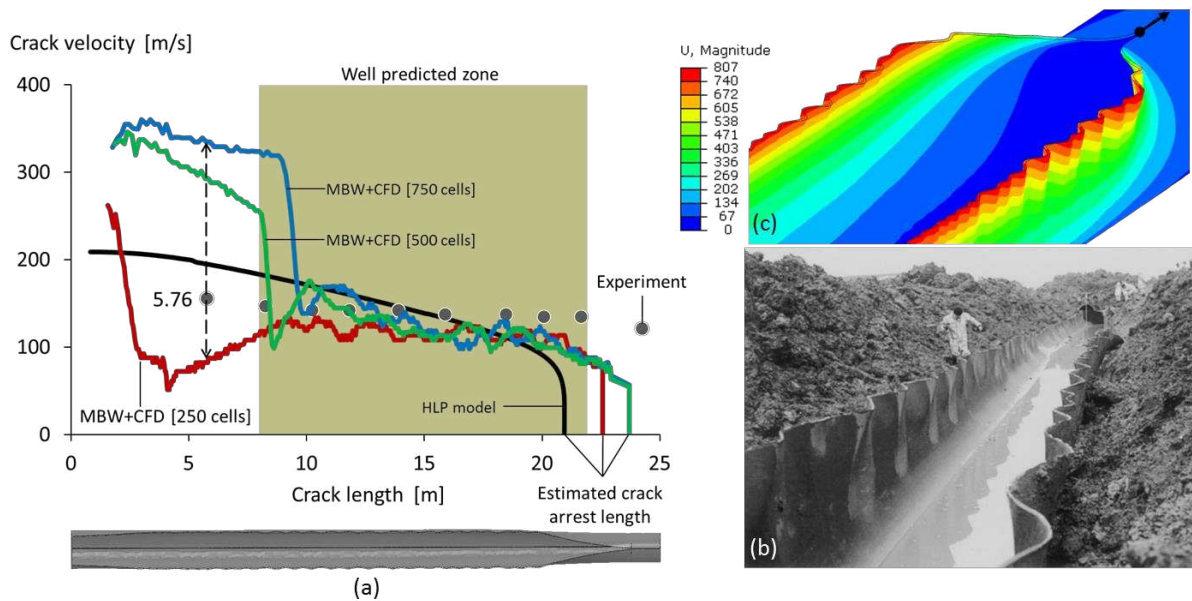 Crack velocity [m/s]
Well predicted zone
400
300
200
100
0
MBW+CFD [750 cells]
MBW+CFD [500 cells]
5.76
Experiment
MBW+CFD [250 cells]
HLP model
0
5
10
15
20
25
Crack length [m]
Estimated crack
arrest length
(a)
U, Magnitude
807
740
672
605
538
471
403
336
269
202
134
67
0
(c)
(b)